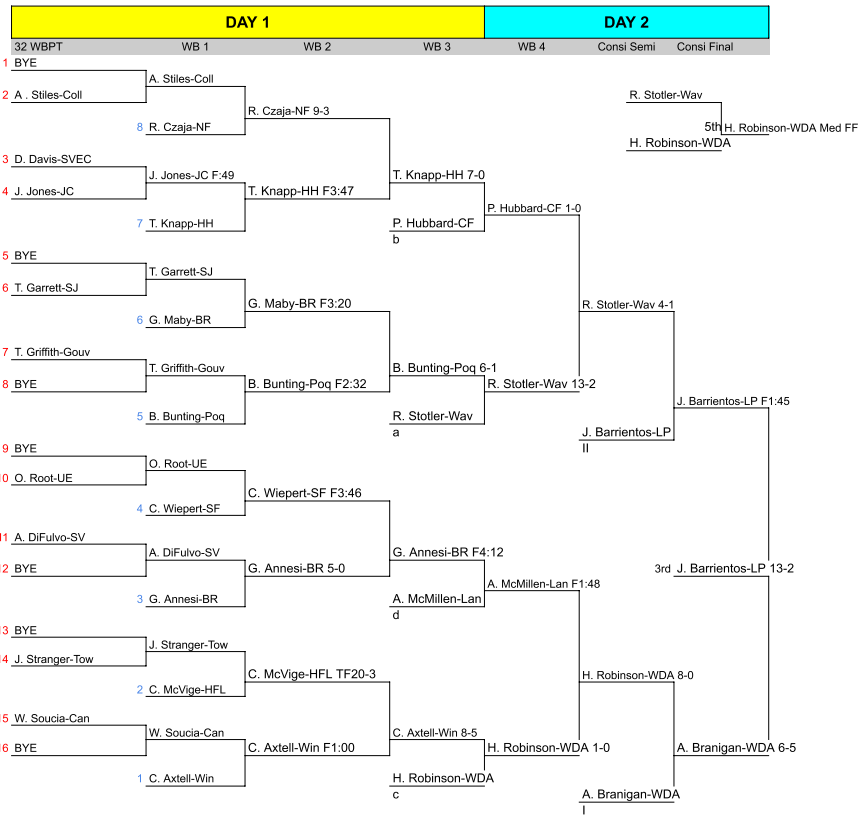 DAY 1
DAY 2
32 WBPT
WB 1
WB 2
WB 3
WB 4
Consi Semi
Consi Final
1 BYE
A. Stiles-Coll
2 A . Stiles-Coll
R. Stotler-Wav
R. Czaja-NF 9-3
8 R. Czaja-NF
5th H. Robinson-WDA Med FF
H. Robinson-WDA
3 D. Davis-SVEC
J. Jones-JC F:49
T. Knapp-HH 7-0
4 J. Jones-JC
T. Knapp-HH F3:47
P. Hubbard-CF 1-0
7 T. Knapp-HH
P. Hubbard-CF
b
5 BYE
T. Garrett-SJ
6 T. Garrett-SJ
G. Maby-BR F3:20
R. Stotler-Wav 4-1
6 G. Maby-BR
7 T. Griffith-Gouv
T. Griffith-Gouv
B. Bunting-Poq 6-1
8 BYE
B. Bunting-Poq F2:32
R. Stotler-Wav 13-2
J. Barrientos-LP F1:45
5 B. Bunting-Poq
R. Stotler-Wav
a
J. Barrientos-LP
II
9 BYE
O. Root-UE
10 O. Root-UE
C. Wiepert-SF F3:46
4 C. Wiepert-SF
11 A. DiFulvo-SV
A. DiFulvo-SV
G. Annesi-BR F4:12
12 BYE
G. Annesi-BR 5-0
3rd J. Barrientos-LP 13-2
A. McMillen-Lan F1:48
3 G. Annesi-BR
A. McMillen-Lan
d
13 BYE
J. Stranger-Tow
14 J. Stranger-Tow
C. McVige-HFL TF20-3
H. Robinson-WDA 8-0
2 C. McVige-HFL
15 W. Soucia-Can
W. Soucia-Can
C. Axtell-Win 8-5
16 BYE
C. Axtell-Win F1:00
H. Robinson-WDA 1-0
A. Branigan-WDA 6-5
1 C. Axtell-Win
H. Robinson-WDA
c
A. Branigan-WDA
I